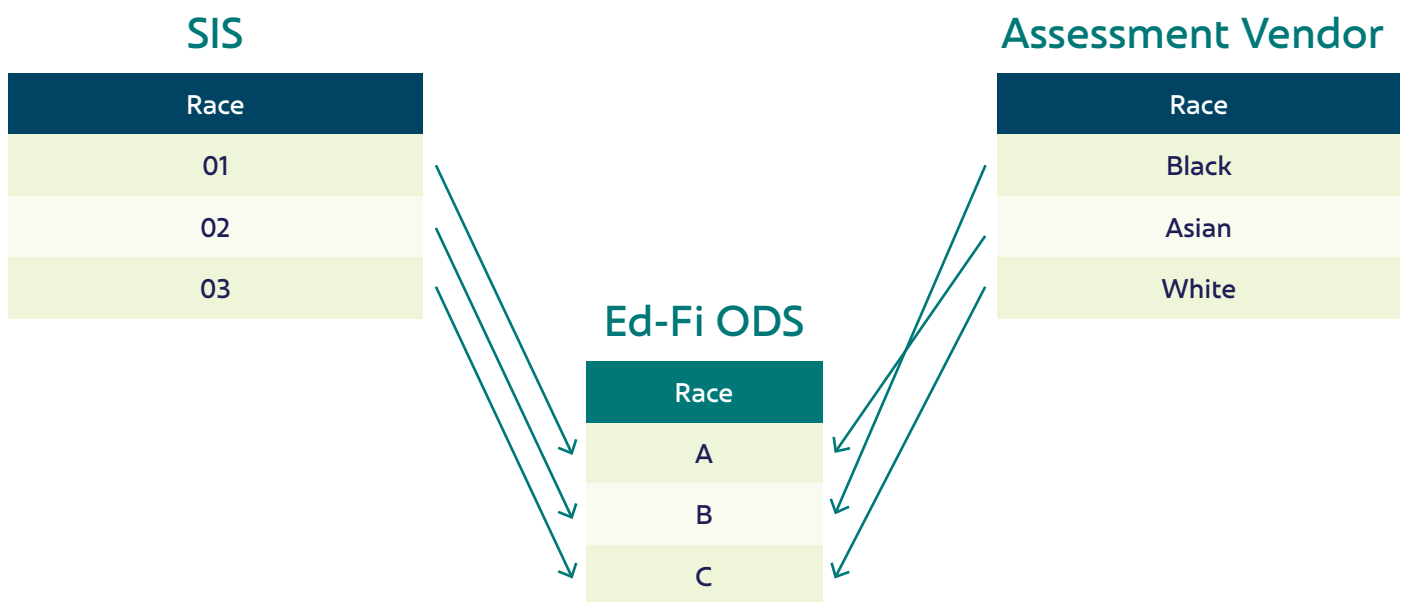 SIS
Race
01
02
03
Assessment Vendor
Race
Black
Asian
White
Ed-Fi ODS
Race
A
B
C